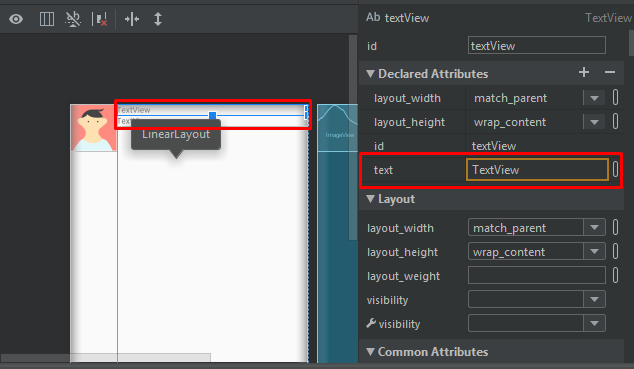 Ab textView TextView
id textView
Declared Attributes
layout_width match_parent
layout_height wrap_content
id textView
text TextView
Layout
layout_width match_parent
layout_height wrap_content
layout_weight
visibility
visibility
Common Attributes
TextView
LinearLayout
ImageView